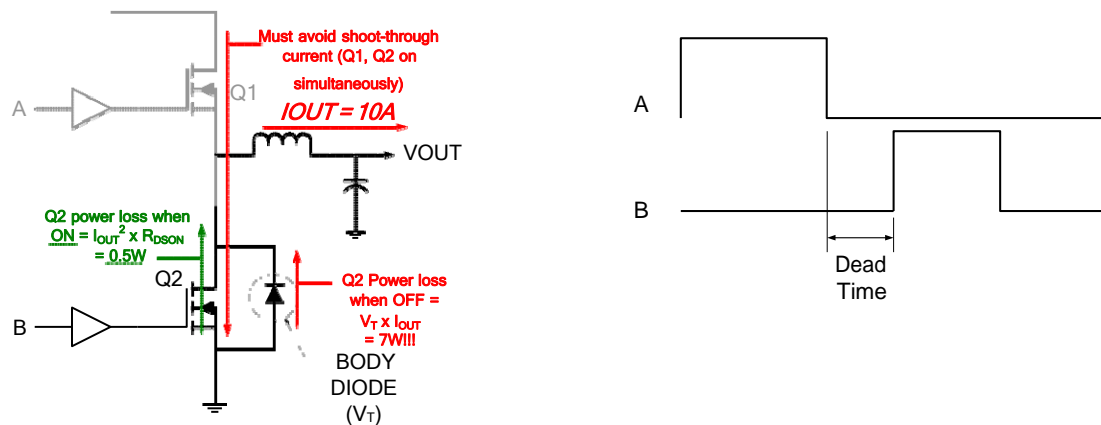 Must avoid shoot-through
current (Q1, Q2 on
simultaneously)
IOUT = 10A
A
Q1
VOUT
Q2 power loss when
ON = IOUT² x RDSON
= 0.5W
Q2
B
Q2 Power loss
when OFF =
VT x IOUT
= 7W!!!
BODY
DIODE
(VT)
A
B
Dead
Time